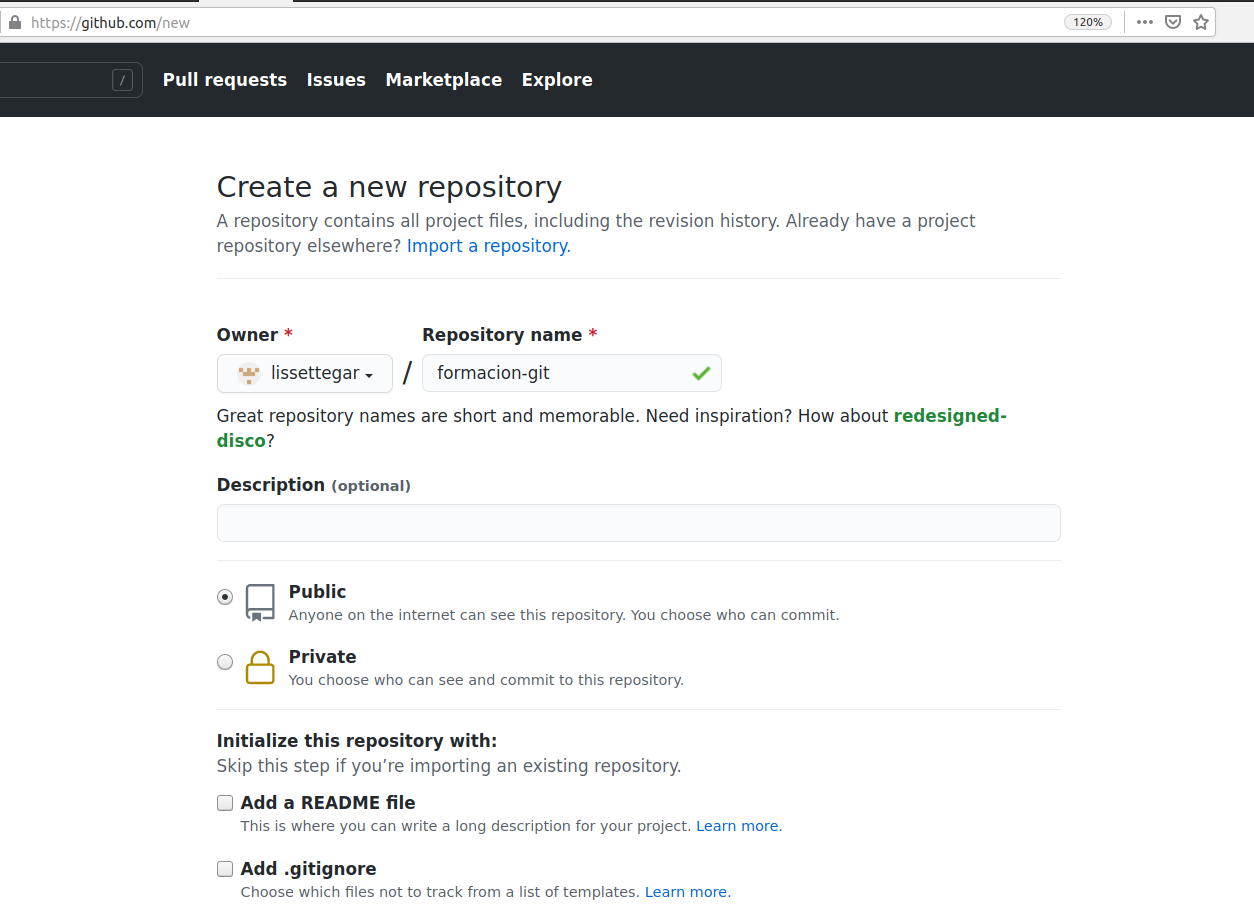 https://github.com/new 120%
/ Pull requests Issues Marketplace Explore
Create a new repository
A repository contains all project files, including the revision history. Already have a project
repository elsewhere? Import a repository.
Owner * Repository name *
lissettegar / formacion-git
Great repository names are short and memorable. Need inspiration? How about redesigned-
disco?
Description (optional)
Public
Anyone on the internet can see this repository. You choose who can commit.
Private
You choose who can see and commit to this repository.
Initialize this repository with:
Skip this step if you’re importing an existing repository.
Add a README file
This is where you can write a long description for your project. Learn more.
Add .gitignore
Choose which files not to track from a list of templates. Learn more.